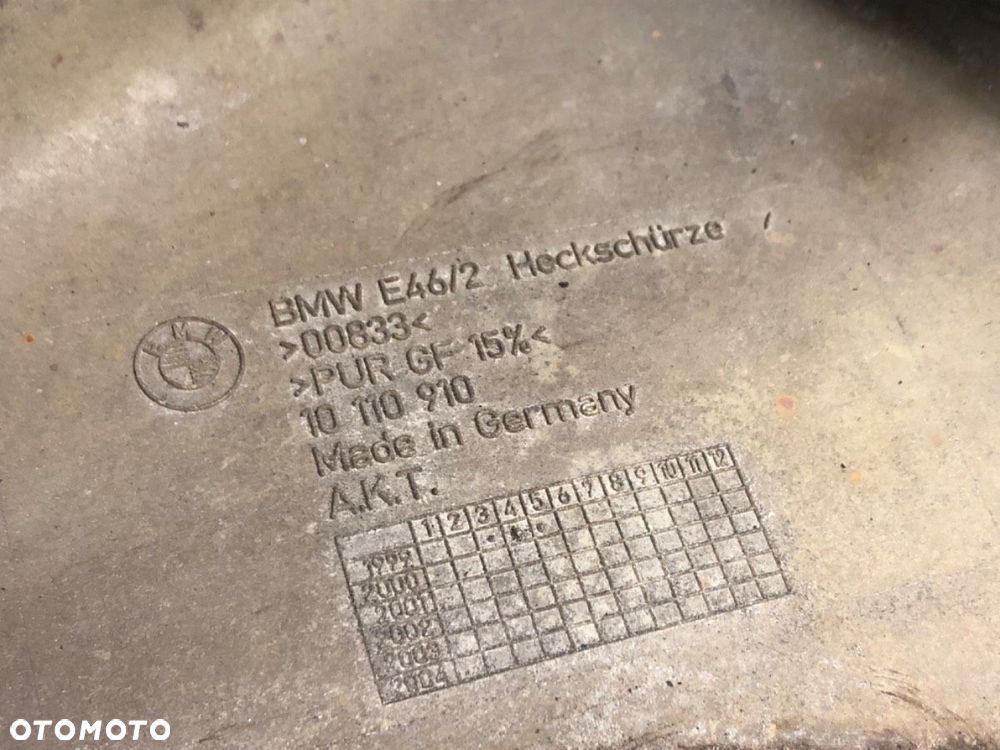 BMW
BMW E46/2 Heckschürze
>00833<
>PUR GF 15%<
10 110 910
Made in Germany
A.K.T.
1 2 3 4 5 6 7 8 9 10 11 12
1999
2000
2001
2002
2003
2004
OTOMOTO